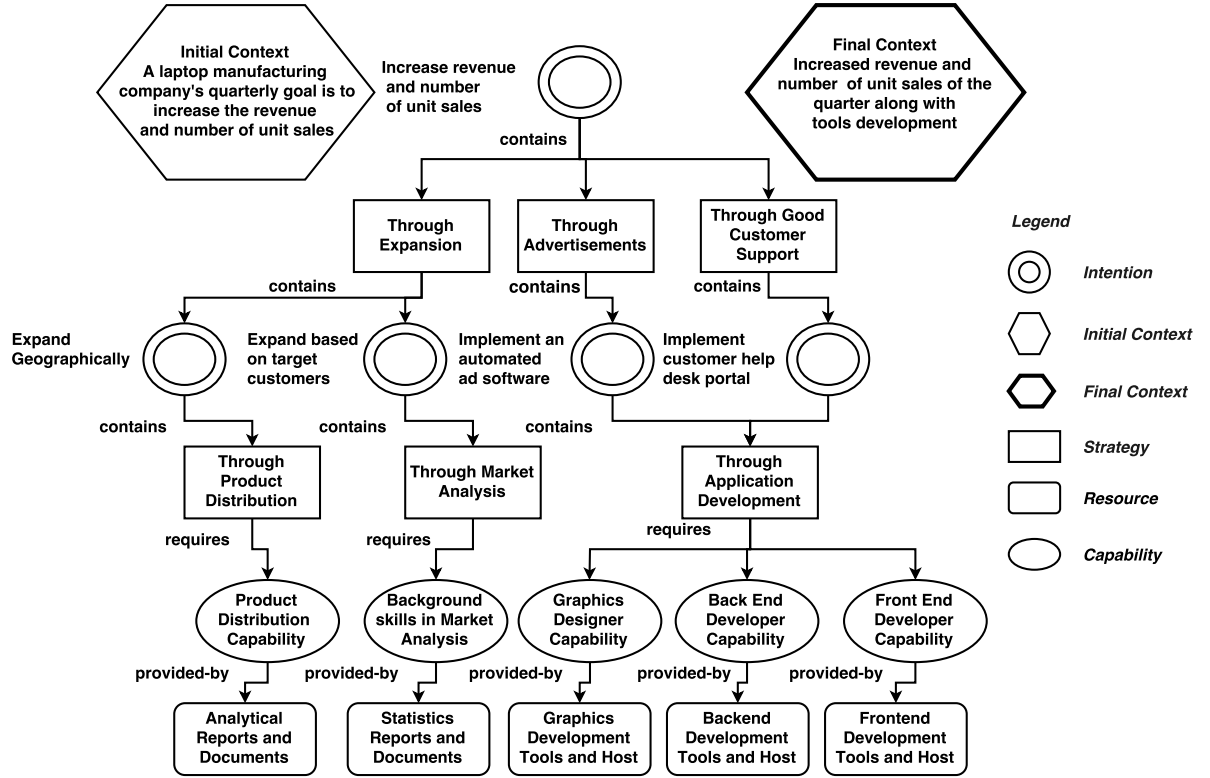 Initial Context
A laptop manufacturing
company's quarterly goal is to
increase the revenue
and number of unit sales
Increase revenue
and number
of unit sales
Final Context
Increased revenue and
number of unit sales of the
quarter along with
tools development
contains
Through
Expansion
Through
Advertisements
Through Good
Customer
Support
contains
contains
contains
Expand
Geographically
Expand based
on target
customers
Implement an
automated
ad software
Implement
customer help
desk portal
contains
contains
contains
Through
Product
Distribution
Through Market
Analysis
Through
Application
Development
requires
requires
requires
Product
Distribution
Capability
Background
skills in Market
Analysis
Graphics
Designer
Capability
Back End
Developer
Capability
Front End
Developer
Capability
provided-by
provided-by
provided-by
provided-by
provided-by
Analytical
Reports and
Documents
Statistics
Reports and
Documents
Graphics
Development
Tools and Host
Backend
Development
Tools and Host
Frontend
Development
Tools and Host
Legend
Intention
Initial Context
Final Context
Strategy
Resource
Capability